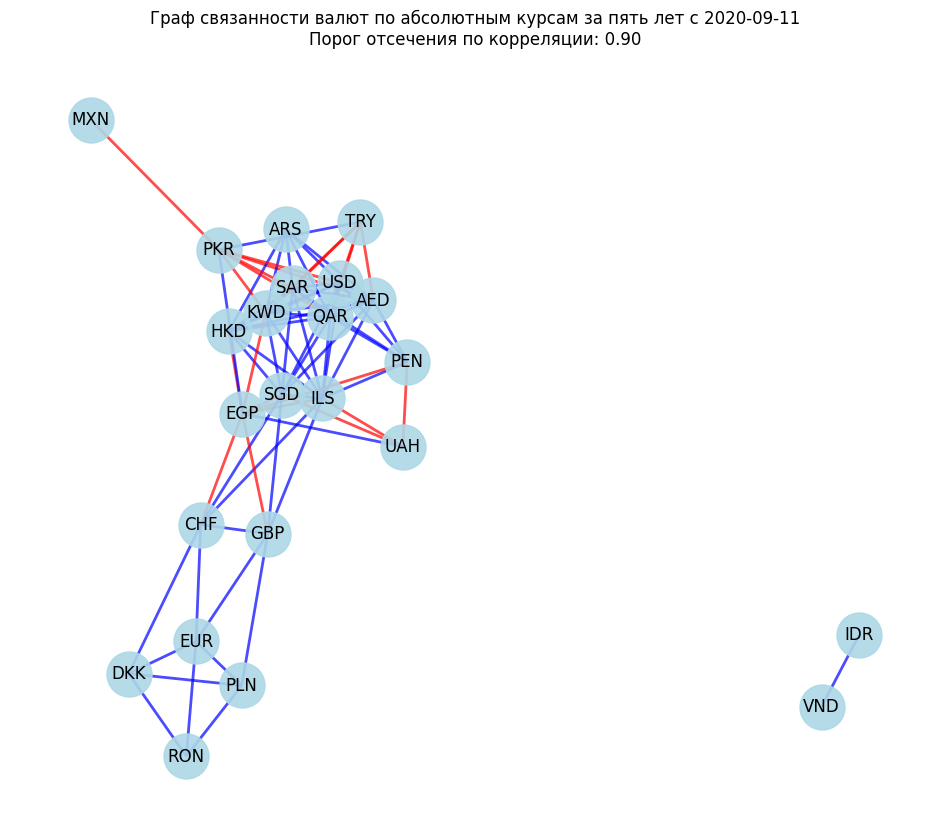 Граф связанности валют по абсолютным курсам за пять лет с 2020-09-11
Порог отсечения по корреляции: 0.90
MXN
TRY
ARS
PKR
USD
SAR
AED
KWD
QAR
HKD
PEN
SGD
ILS
EGP
UAH
CHF
GBP
IDR
EUR
DKK
PLN
VND
RON